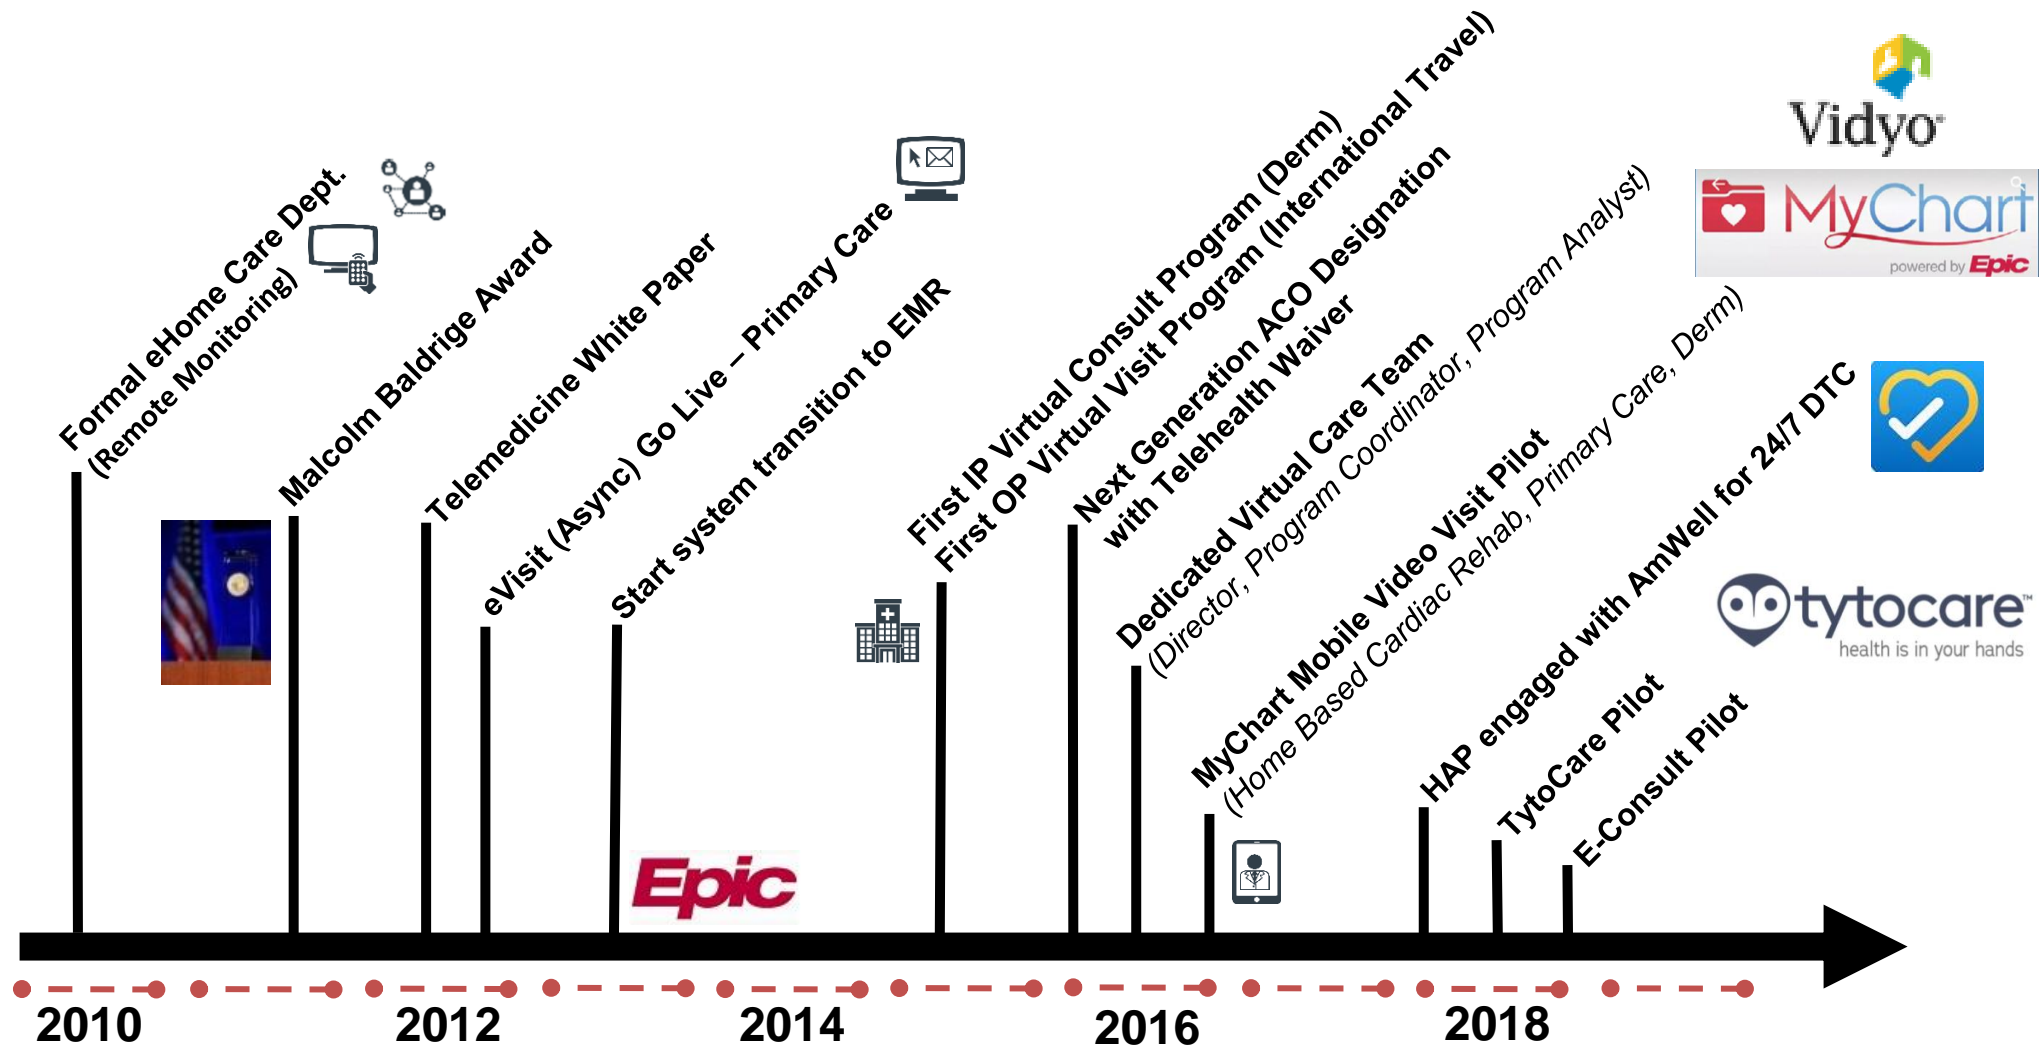 Formal eHome Care Dept.
(Remote Monitoring)
Malcolm Baldrige Award
Telemedicine White Paper
eVisit (Async) Go Live – Primary Care
Start system transition to EMR
First IP Virtual Consult Program (Derm)
First OP Virtual Visit Program (International Travel)
Next Generation ACO Designation
with Telehealth Waiver
Dedicated Virtual Care Team
(Director, Program Coordinator, Program Analyst)
MyChart Mobile Video Visit Pilot
(Home Based Cardiac Rehab, Primary Care, Derm)
HAP engaged with AmWell for 24/7 DTC
TytoCare Pilot
E-Consult Pilot
Vidyo
MyChart
powered by Epic
tytocare™
health is in your hands
Epic
2010
2012
2014
2016
2018